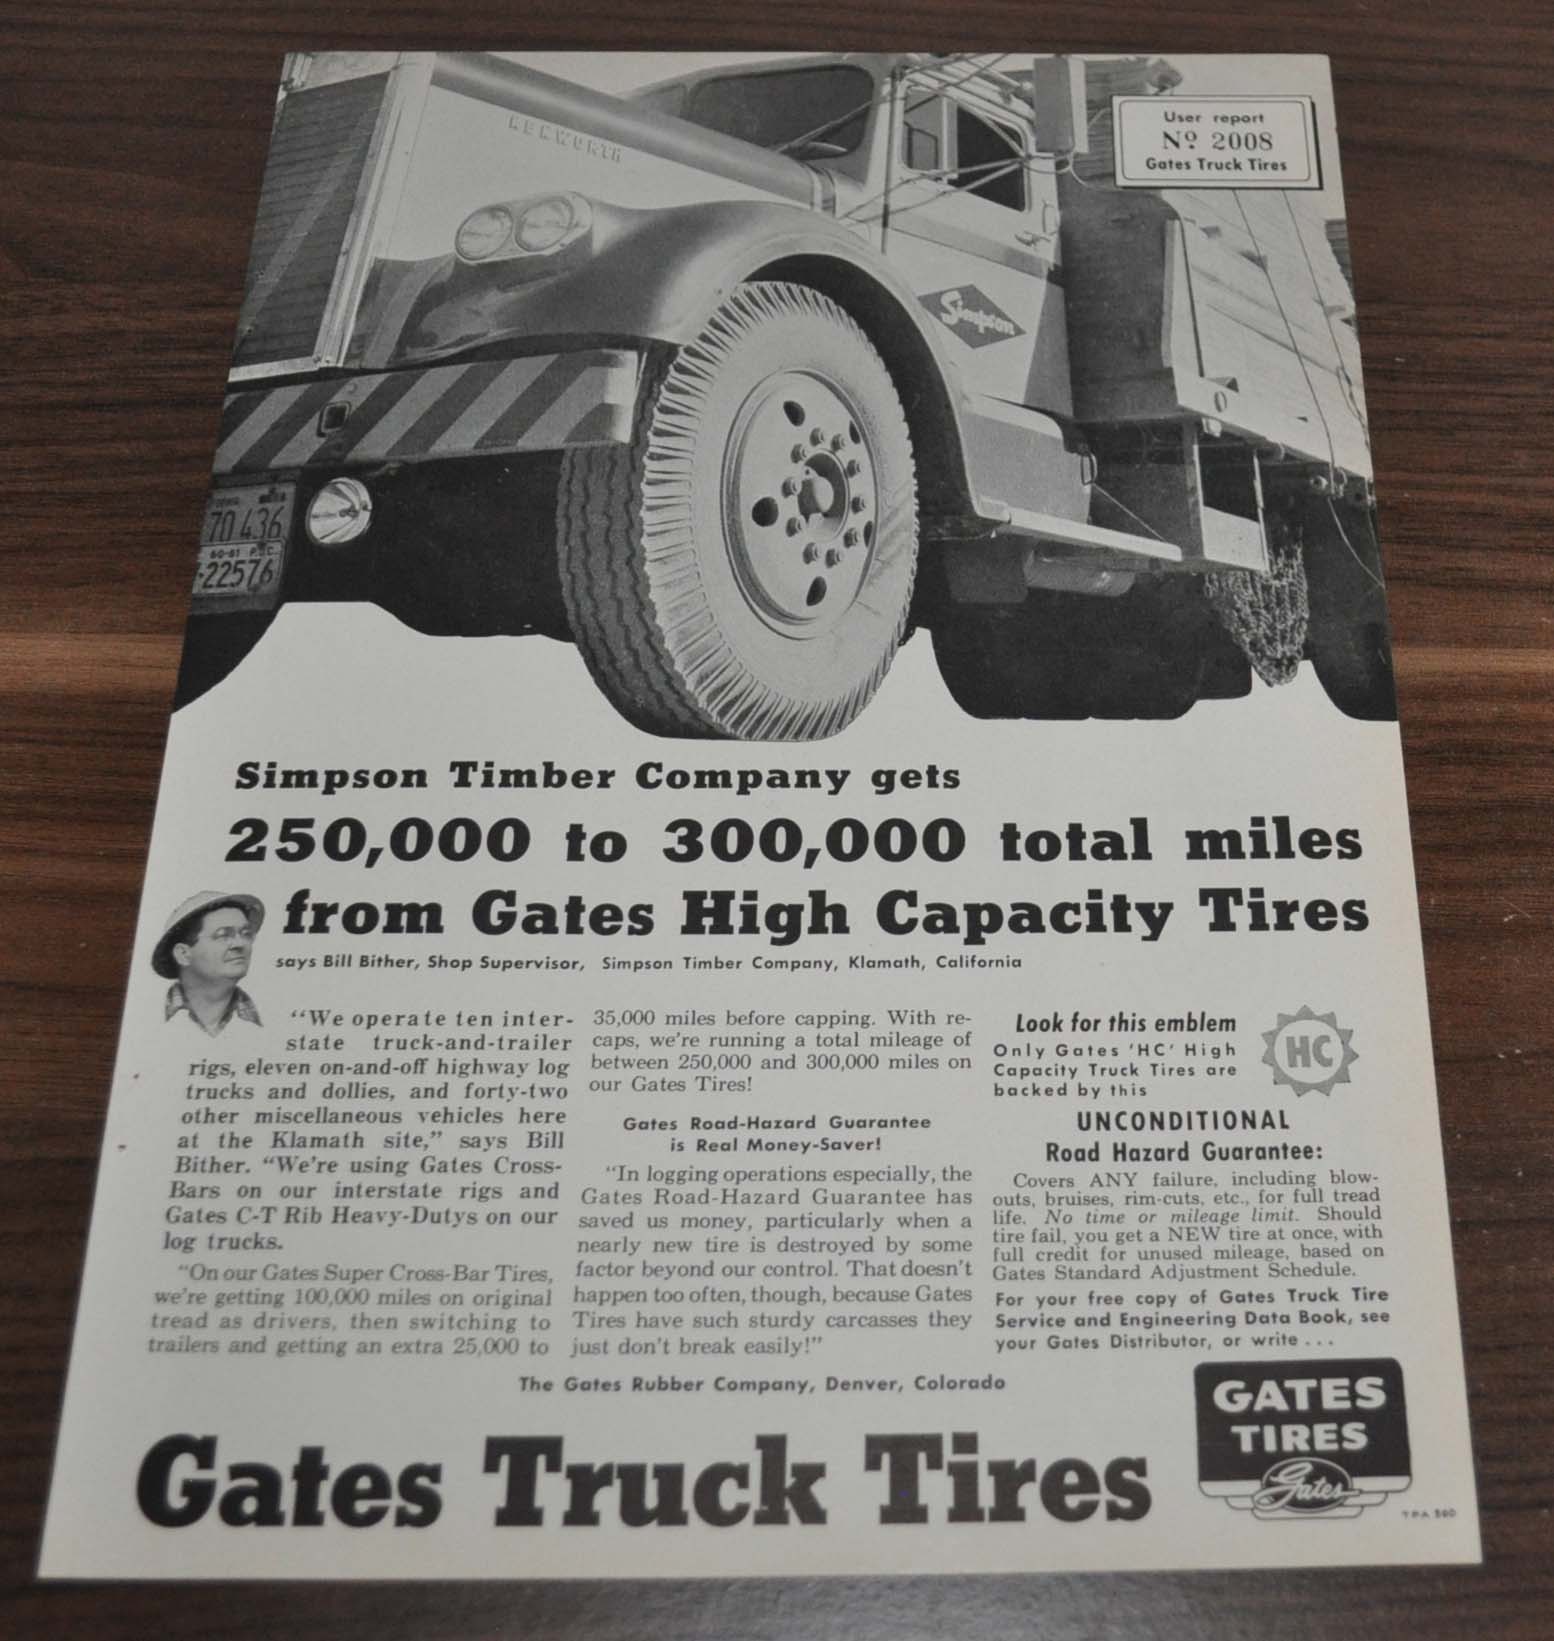 KENWORTH
User report
Nº 2008
Gates Truck Tires
Simpson
70 436
60-61 P.C
22576
Simpson Timber Company gets
250,000 to 300,000 total miles
from Gates High Capacity Tires
says Bill Bither, Shop Supervisor, Simpson Timber Company, Klamath, California
“We operate ten inter-
state truck-and-trailer
rigs, eleven on-and-off highway log
trucks and dollies, and forty-two
other miscellaneous vehicles here
at the Klamath site,” says Bill
Bither. “We're using Gates Cross-
Bars on our interstate rigs and
Gates C-T Rib Heavy-Dutys on our
log trucks.
“On our Gates Super Cross-Bar Tires,
we're getting 100,000 miles on original
tread as drivers, then switching to
trailers and getting an extra 25,000 to
35,000 miles before capping. With re-
caps, we're running a total mileage of
between 250,000 and 300,000 miles on
our Gates Tires!
Gates Road-Hazard Guarantee
is Real Money-Saver!
“In logging operations especially, the
Gates Road-Hazard Guarantee has
saved us money, particularly when a
nearly new tire is destroyed by some
factor beyond our control. That doesn't
happen too often, though, because Gates
Tires have such sturdy carcasses they
just don't break easily!”
Look for this emblem
Only Gates 'HC' High
Capacity Truck Tires are
backed by this
HC
UNCONDITIONAL
Road Hazard Guarantee:
Covers ANY failure, including blow-
outs, bruises, rim-cuts, etc., for full tread
life. No time or mileage limit. Should
tire fail, you get a NEW tire at once, with
full credit for unused mileage, based on
Gates Standard Adjustment Schedule.
For your free copy of Gates Truck Tire
Service and Engineering Data Book, see
your Gates Distributor, or write . . .
The Gates Rubber Company, Denver, Colorado
Gates Truck Tires
GATES
TIRES
Gates
TPA 560